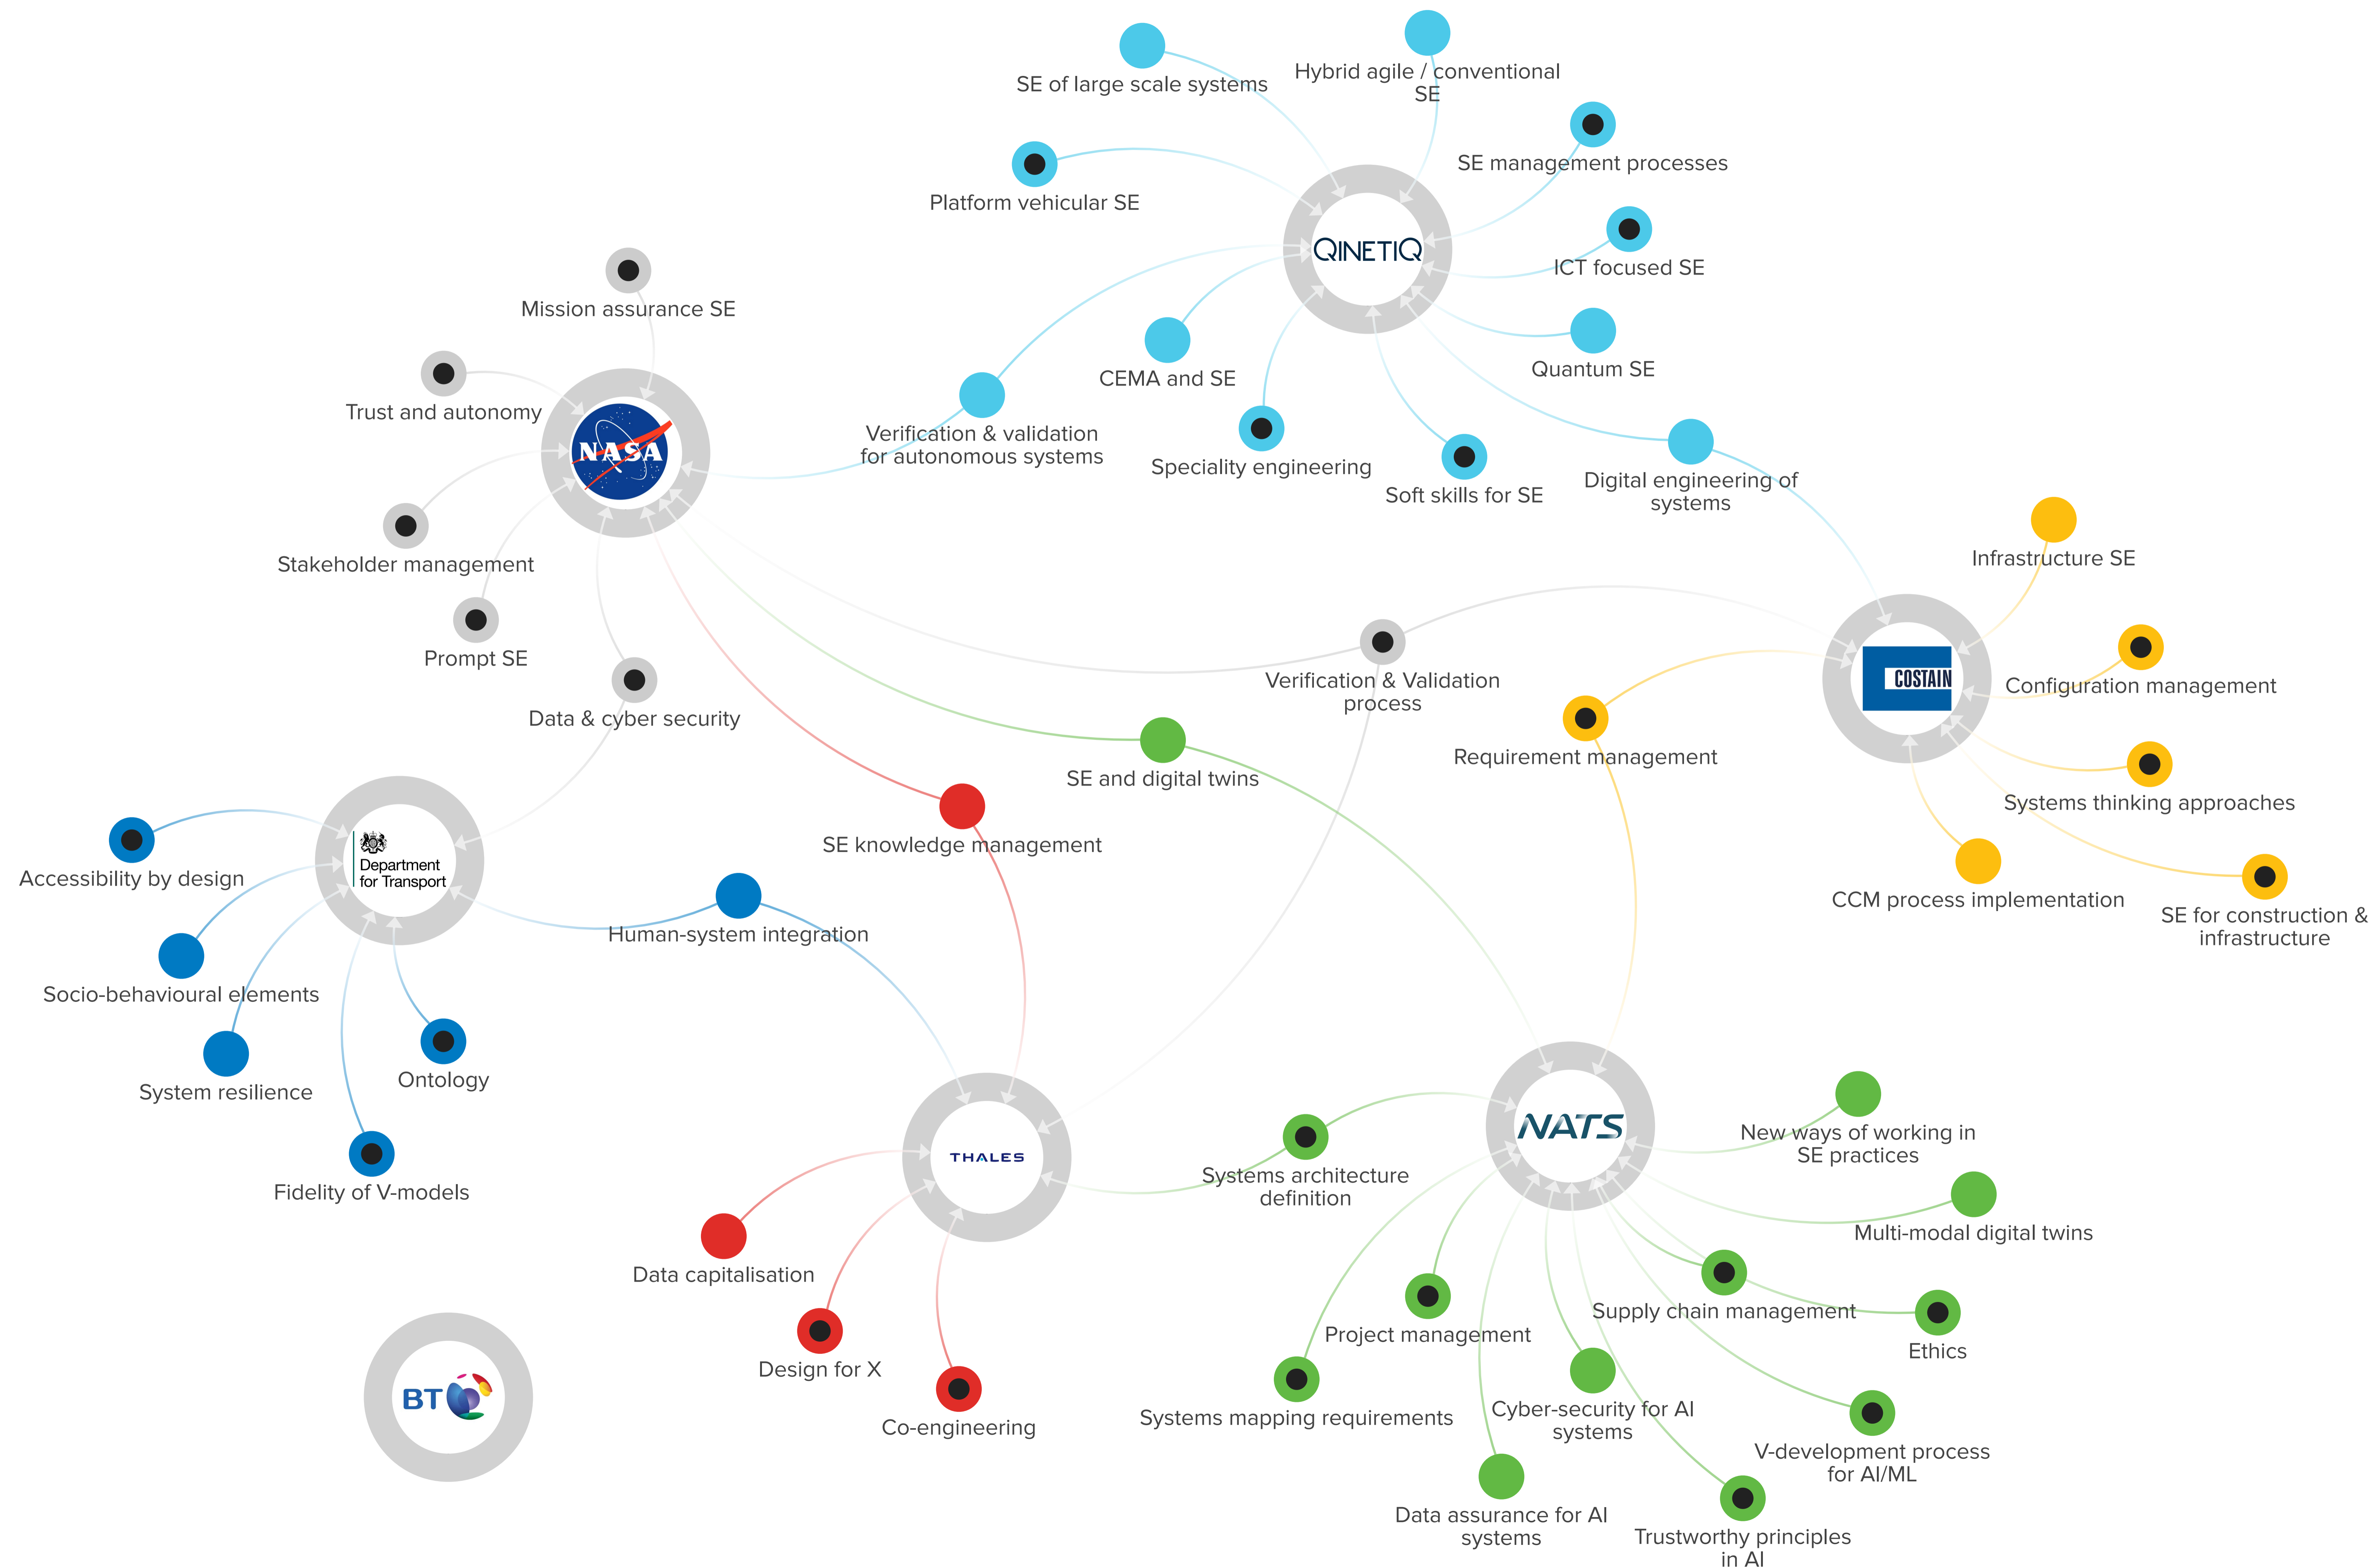 SE of large scale systems
Hybrid agile / conventional
SE
SE management processes
Platform vehicular SE
QINETIQ
ICT focused SE
Mission assurance SE
Quantum SE
CEMA and SE
Trust and autonomy
NASA
Verification & validation
for autonomous systems
Speciality engineering
Soft skills for SE
Digital engineering of
systems
Infrastructure SE
Stakeholder management
Prompt SE
Data & cyber security
Verification & Validation
process
COSTAIN
Configuration management
SE and digital twins
Requirement management
Systems thinking approaches
SE knowledge management
Accessibility by design
Department
for Transport
CCM process implementation
SE for construction &
infrastructure
Human-system integration
Socio-behavioural elements
System resilience
Ontology
Fidelity of V-models
THALES
NATS
New ways of working in
SE practices
Systems architecture
definition
Multi-modal digital twins
Data capitalisation
Supply chain management
Project management
Ethics
Design for X
BT
Co-engineering
Systems mapping requirements
Cyber-security for AI
systems
V-development process
for AI/ML
Data assurance for AI
systems
Trustworthy principles
in AI